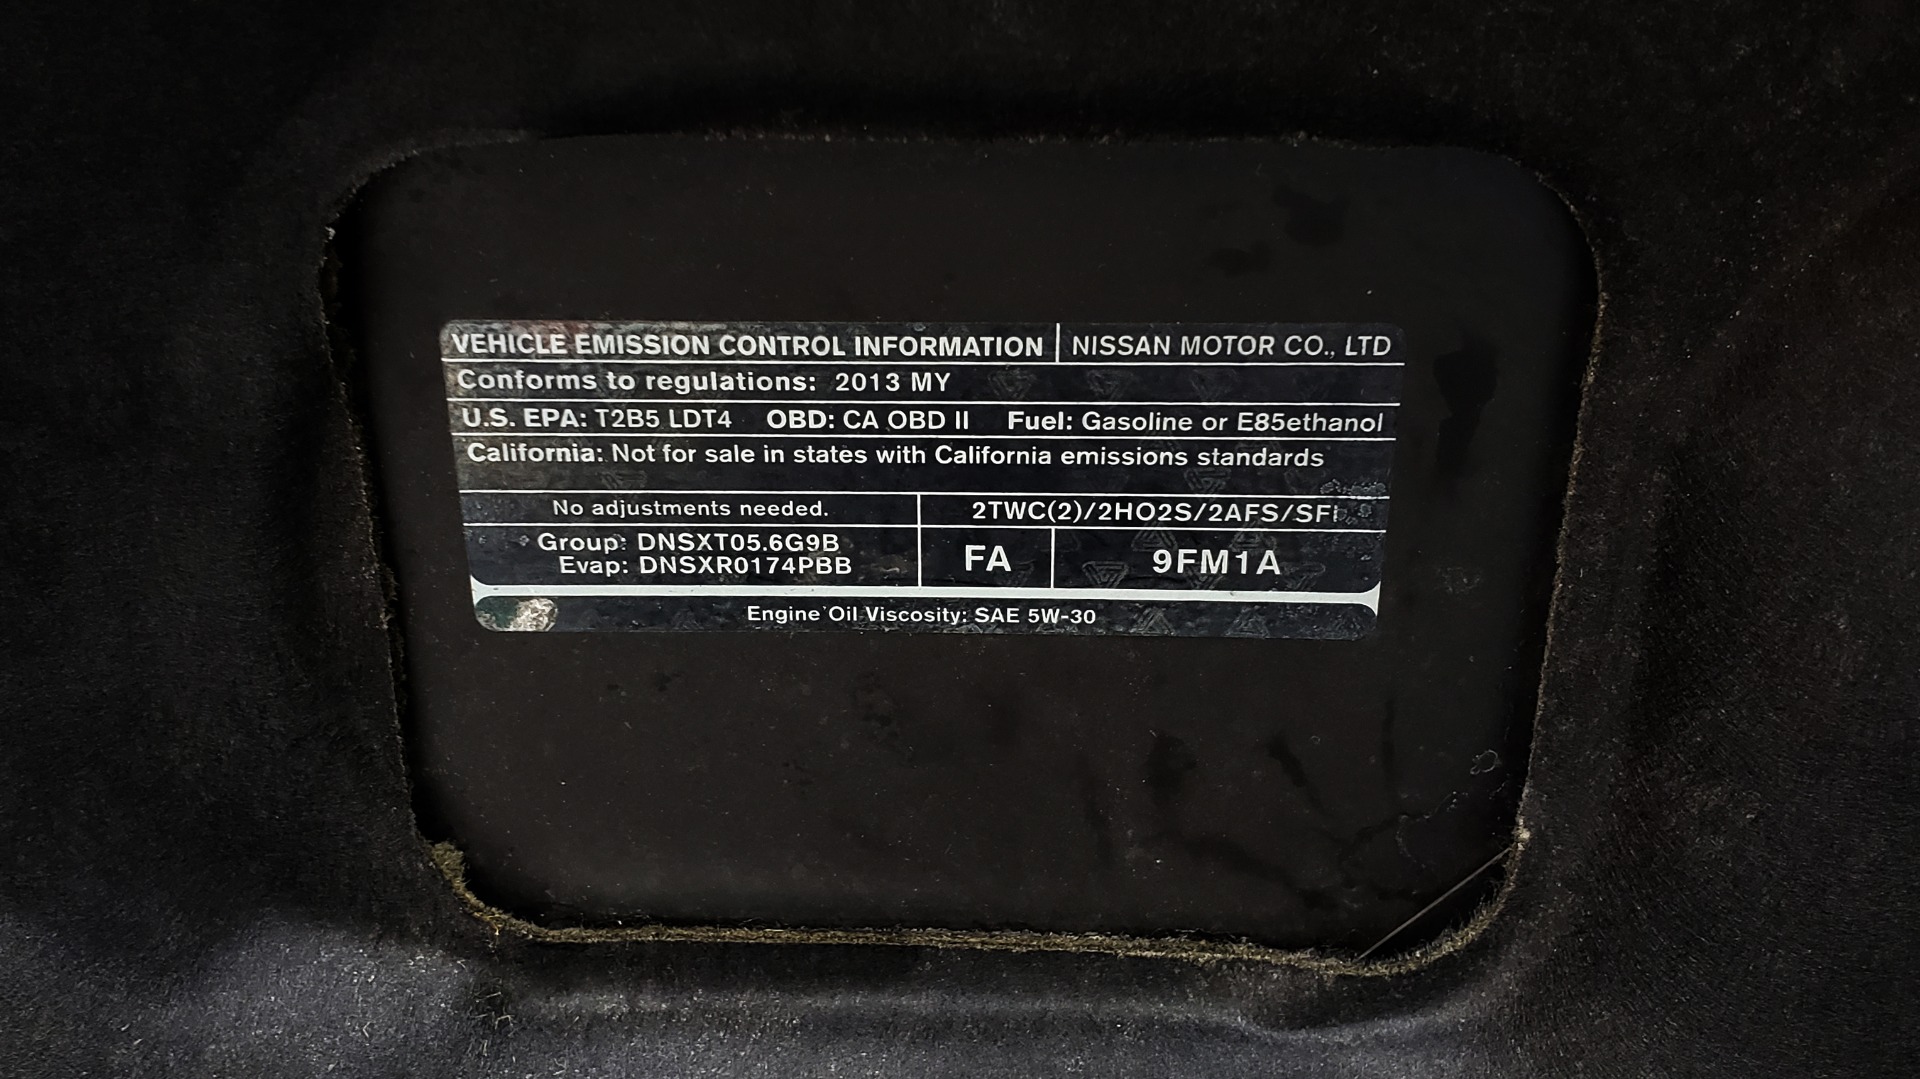 VEHICLE EMISSION CONTROL INFORMATION NISSAN MOTOR CO., LTD
Conforms to regulations: 2013 MY
U.S. EPA: T2B5 LDT4 OBD: CA OBD II Fuel: Gasoline or E85ethanol
California: Not for sale in states with California emissions standards
No adjustments needed. 2TWC(2)/2HO2S/2AFS/SFI
Group: DNSXT05.6G9B
Evap: DNSXR0174PBB
FA 9FM1A
Engine Oil Viscosity: SAE 5W-30